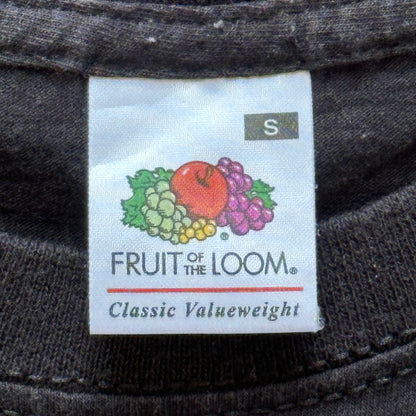 S
FRUIT OF THE LOOM®
Classic Valueweight